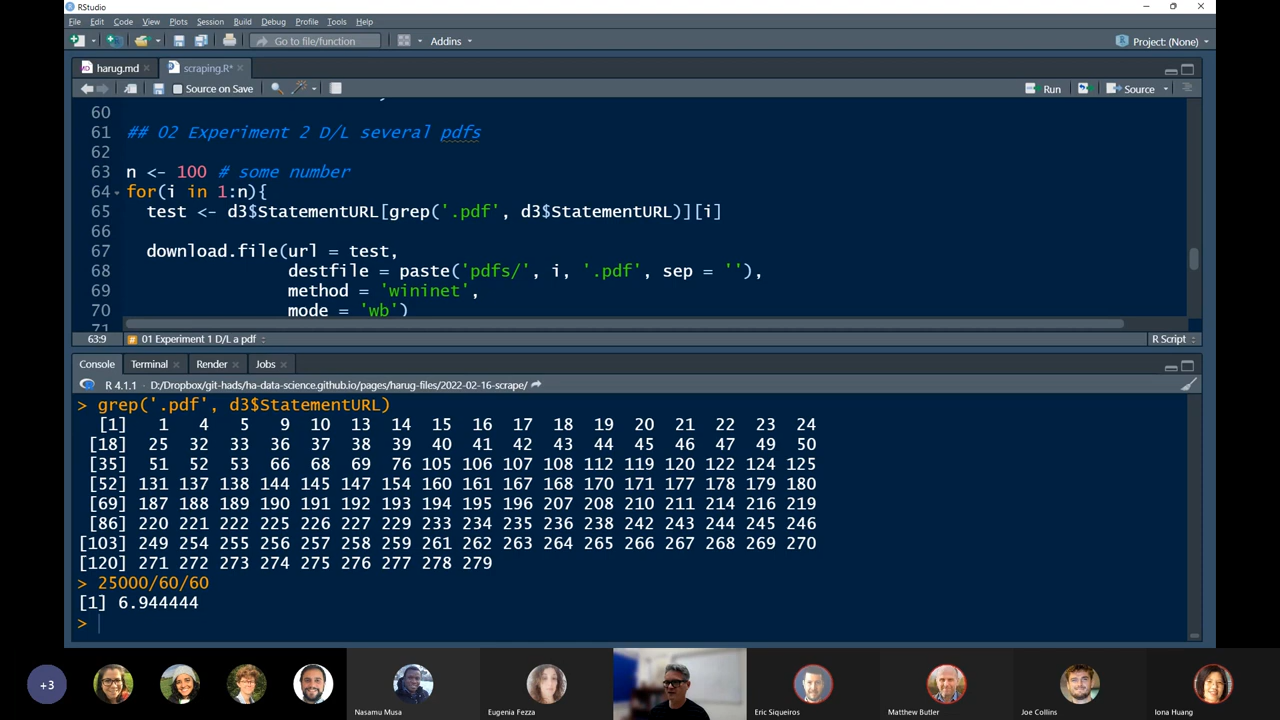 RStudio
File Edit Code View Plots Session Build Debug Profile Tools Help
Go to file/function Addins Project: (None)
harug.md scraping.R*
Source on Save Run Source
60
61 ## 02 Experiment 2 D/L several pdfs
62
63 n <- 100 # some number
64 for(i in 1:n){
65 test <- d3$StatementURL[grep('.pdf', d3$StatementURL)][i]
66
67 download.file(url = test,
68 destfile = paste('pdfs/', i, '.pdf', sep = ''),
69 method = 'wininet',
70 mode = 'wb')
71
63:9 # 01 Experiment 1 D/L a pdf R Script
Console Terminal Render Jobs
R 4.1.1 · D:/Dropbox/git-hads/ha-data-science.github.io/pages/harug-files/2022-02-16-scrape/
> grep('.pdf', d3$StatementURL)
[1] 1 4 5 9 10 13 14 15 16 17 18 19 20 21 22 23 24
[18] 25 32 33 36 37 38 39 40 41 42 43 44 45 46 47 49 50
[35] 51 52 53 66 68 69 76 105 106 107 108 112 119 120 122 124 125
[52] 131 137 138 144 145 147 154 160 161 167 168 170 171 177 178 179 180
[69] 187 188 189 190 191 192 193 194 195 196 207 208 210 211 214 216 219
[86] 220 221 222 225 226 227 229 233 234 235 236 238 242 243 244 245 246
[103] 249 254 255 256 257 258 259 261 262 263 264 265 266 267 268 269 270
[120] 271 272 273 274 275 276 277 278 279
> 25000/60/60
[1] 6.944444
>
+3
Nasamu Musa Eugenia Fezza Eric Siqueiros Matthew Butler Joe Collins Iona Huang